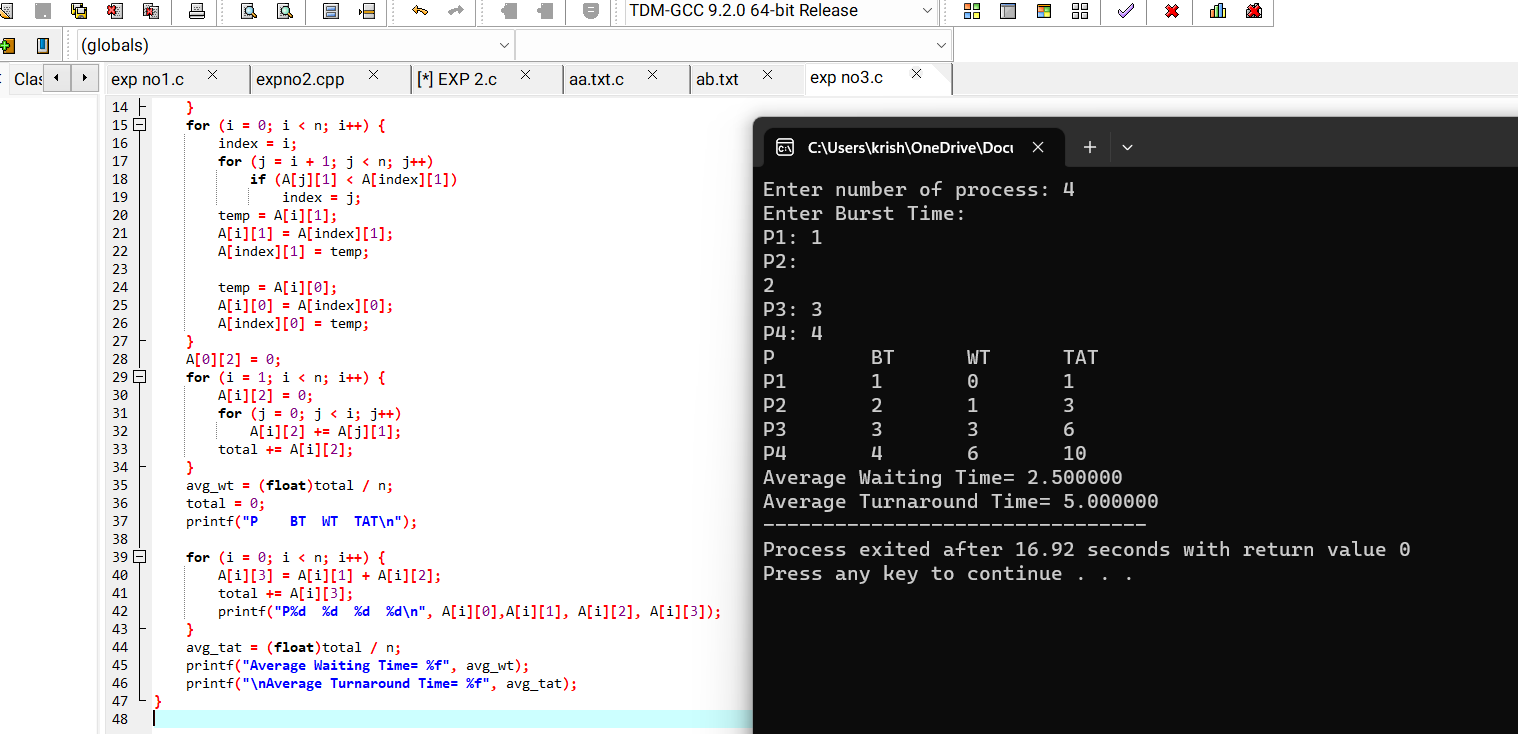 TDM-GCC 9.2.0 64-bit Release
(globals)
exp no1.c
expno2.cpp
[*] EXP 2.c
aa.txt.c
ab.txt
exp no3.c
14 }
15 for (i = 0; i < n; i++) {
16 index = i;
17 for (j = i + 1; j < n; j++)
18 if (A[j][1] < A[index][1])
19 index = j;
20 temp = A[i][1];
21 A[i][1] = A[index][1];
22 A[index][1] = temp;
23
24 temp = A[i][0];
25 A[i][0] = A[index][0];
26 A[index][0] = temp;
27 }
28 A[0][2] = 0;
29 for (i = 1; i < n; i++) {
30 A[i][2] = 0;
31 for (j = 0; j < i; j++)
32 A[i][2] += A[j][1];
33 total += A[i][2];
34 }
35 avg_wt = (float)total / n;
36 total = 0;
37 printf("P    BT  WT  TAT\n");
38
39 for (i = 0; i < n; i++) {
40 A[i][3] = A[i][1] + A[i][2];
41 total += A[i][3];
42 printf("P%d  %d  %d  %d\n", A[i][0],A[i][1], A[i][2], A[i][3]);
43 }
44 avg_tat = (float)total / n;
45 printf("Average Waiting Time= %f", avg_wt);
46 printf("\nAverage Turnaround Time= %f", avg_tat);
47 }
48
C:\Users\krish\OneDrive\Docu
Enter number of process: 4
Enter Burst Time:
P1: 1
P2:
2
P3: 3
P4: 4
P BT WT TAT
P1 1 0 1
P2 2 1 3
P3 3 3 6
P4 4 6 10
Average Waiting Time= 2.500000
Average Turnaround Time= 5.000000
--------------------------------
Process exited after 16.92 seconds with return value 0
Press any key to continue . . .